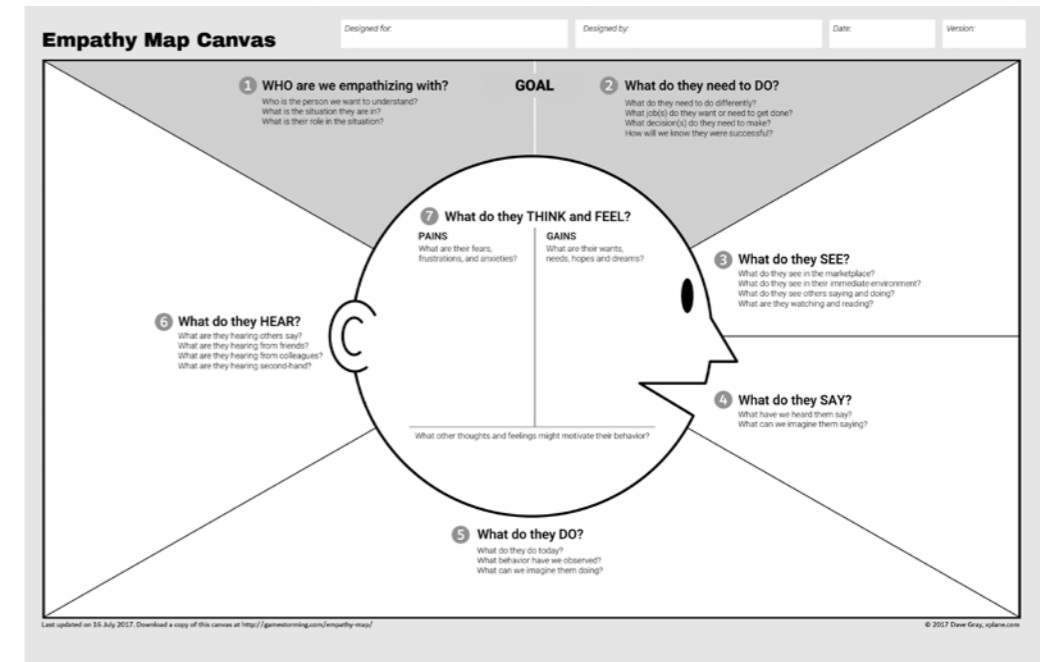 Empathy Map Canvas
Designed for:
Designed by:
Date:
Version:
1 WHO are we empathizing with?
Who is the person we want to understand?
What is the situation they are in?
What is their role in the situation?
GOAL
2 What do they need to DO?
What do they need to do differently?
What job(s) do they want or need to get done?
What decision(s) do they need to make?
How will we know they were successful?
7 What do they THINK and FEEL?
PAINS
What are their fears,
frustrations, and anxieties?
GAINS
What are their wants,
needs, hopes and dreams?
What other thoughts and feelings might motivate their behavior?
3 What do they SEE?
What do they see in the marketplace?
What do they see in their immediate environment?
What do they see others saying and doing?
What are they watching and reading?
4 What do they SAY?
What have we heard them say?
What can we imagine them saying?
5 What do they DO?
What do they do today?
What behavior have we observed?
What can we imagine them doing?
6 What do they HEAR?
What are they hearing others say?
What are they hearing from friends?
What are they hearing from colleagues?
What are they hearing second-hand?
Last updated on 16 July 2017. Download a copy of this canvas at http://gamestorming.com/empathy-map/
© 2017 Dave Gray, xplane.com